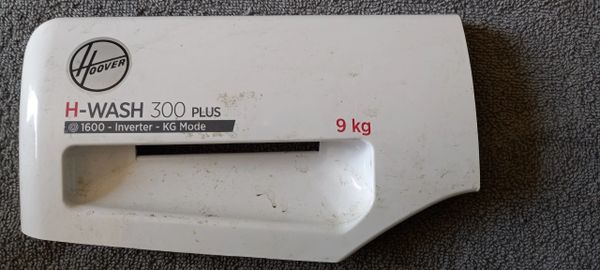 HOOVER
H-WASH 300 PLUS
1600 - Inverter - KG Mode
9 kg